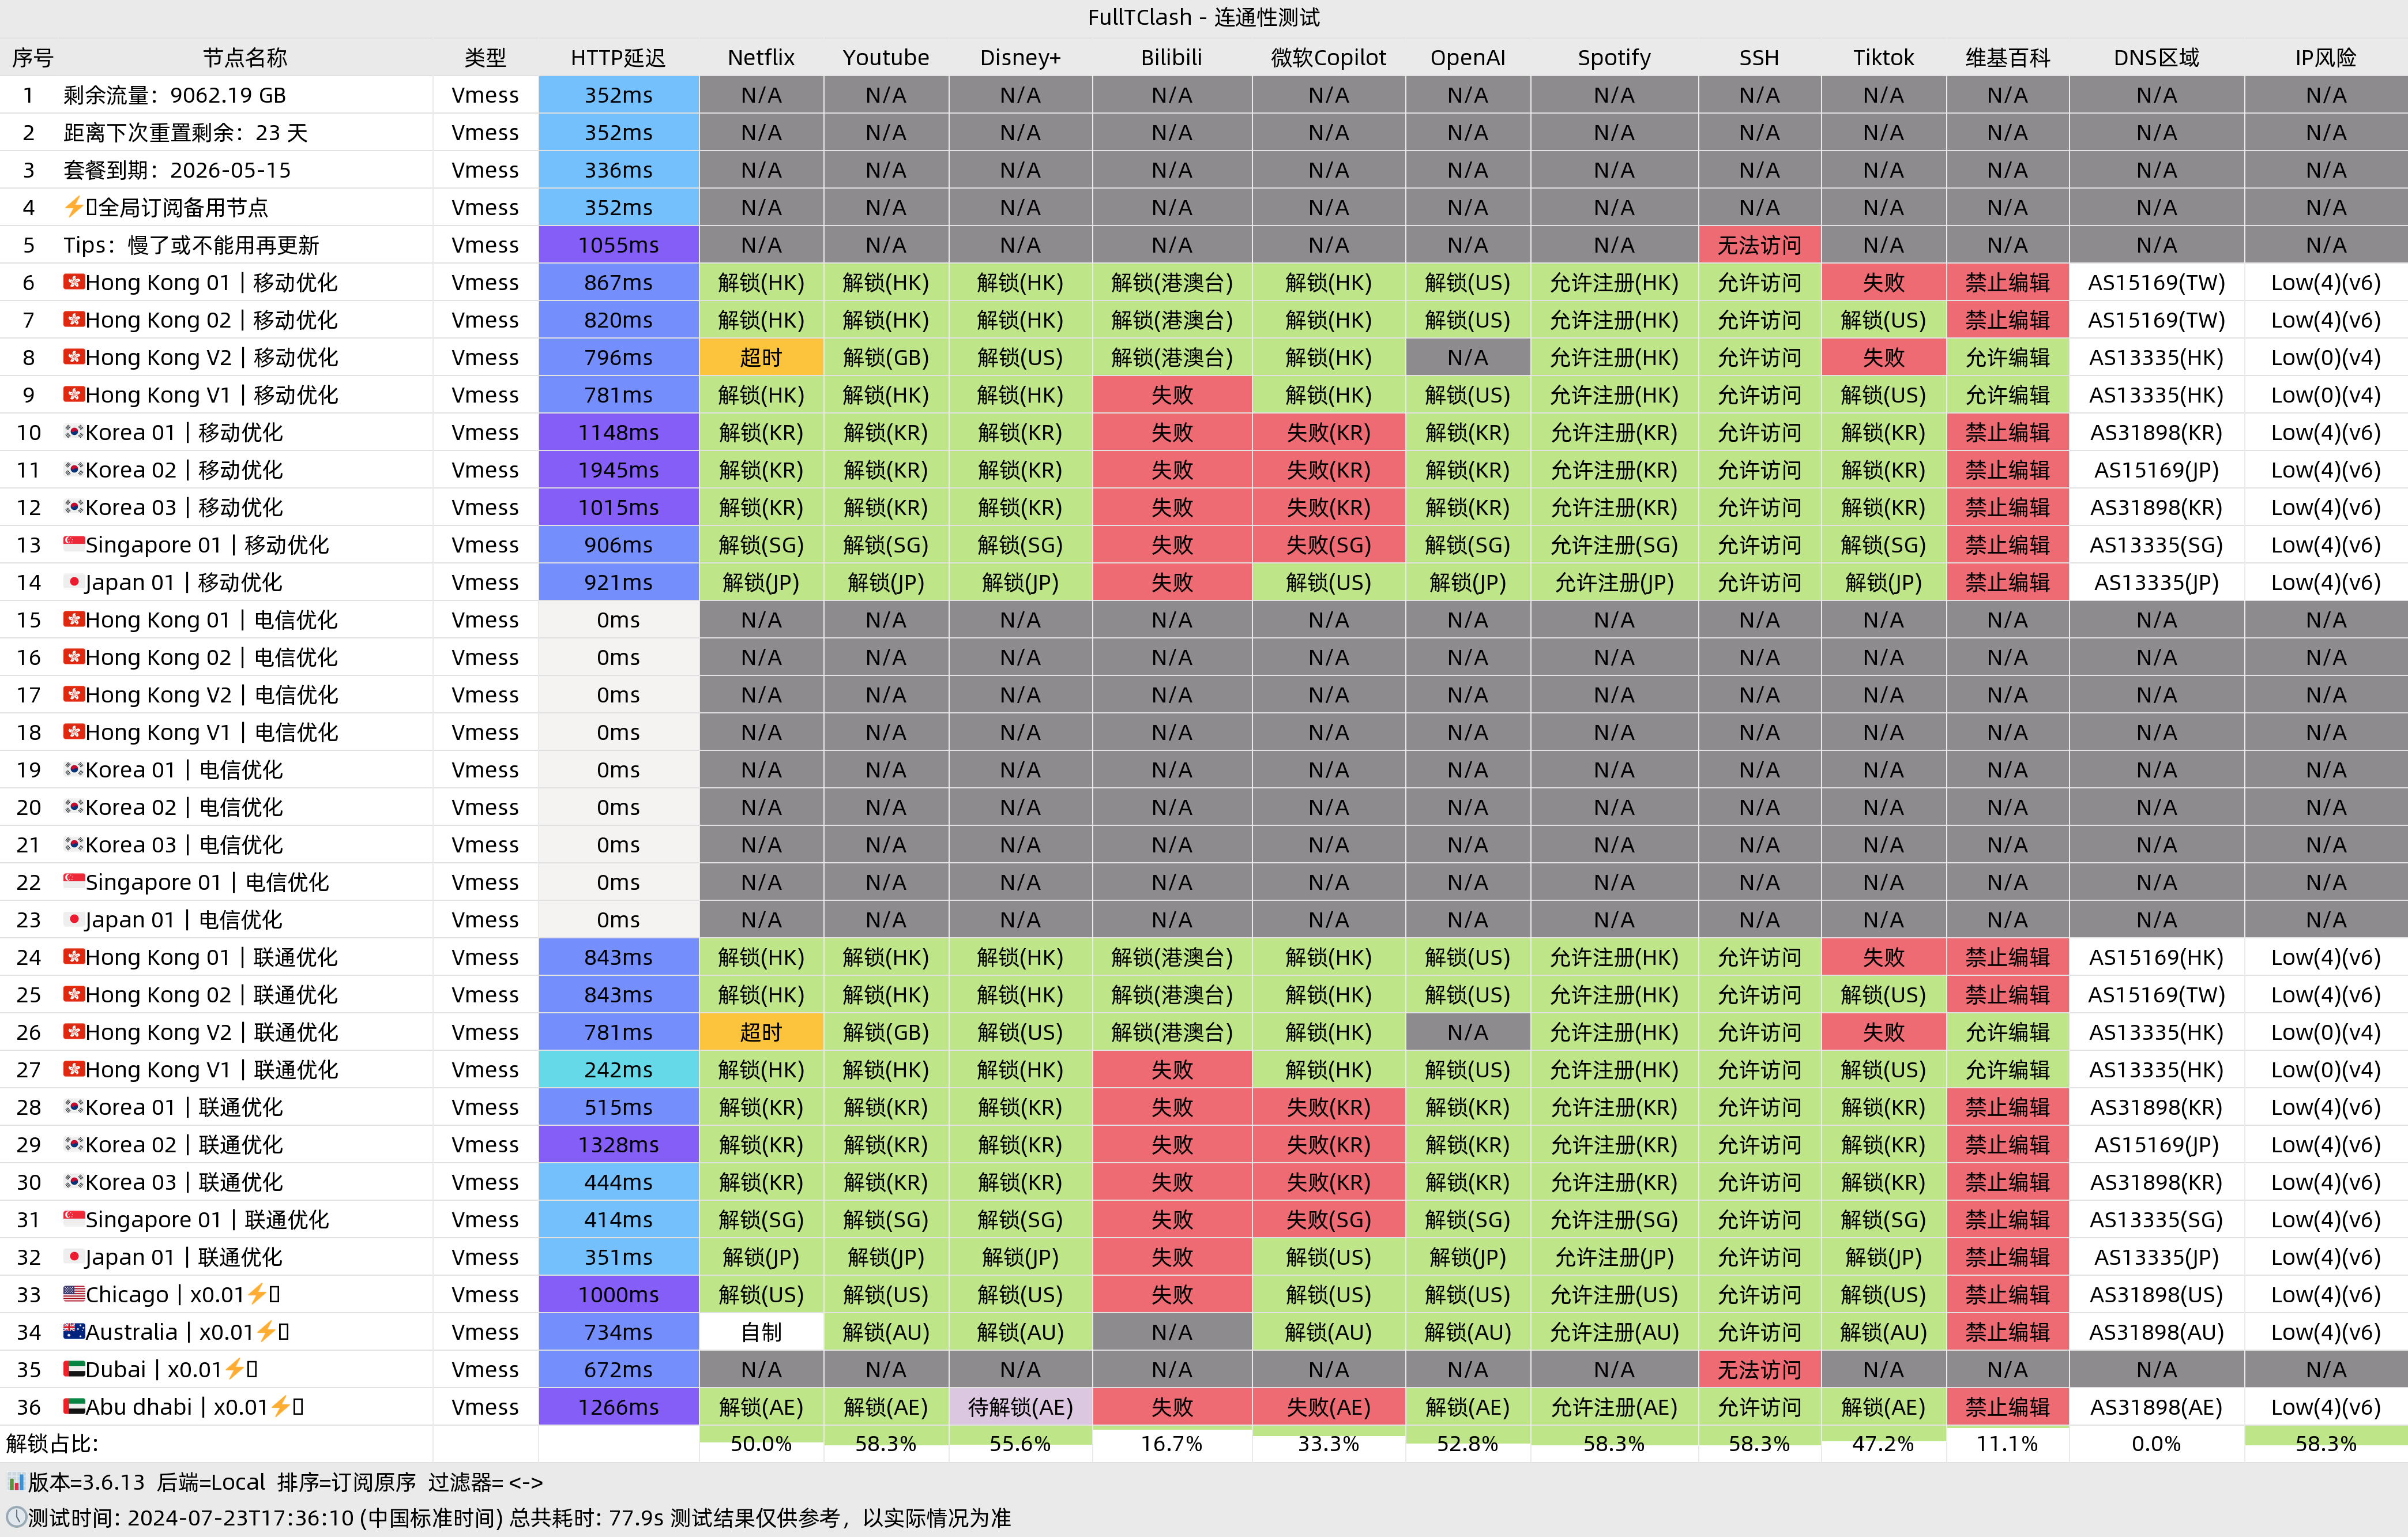 FullTClash - 连通性测试
序号 节点名称 类型 HTTP延迟 Netflix Youtube Disney+ Bilibili 微软Copilot OpenAI Spotify SSH Tiktok 维基百科 DNS区域 IP风险
1 剩余流量：9062.19 GB Vmess 352ms N/A N/A N/A N/A N/A N/A N/A N/A N/A N/A N/A N/A
2 距离下次重置剩余：23 天 Vmess 352ms N/A N/A N/A N/A N/A N/A N/A N/A N/A N/A N/A N/A
3 套餐到期：2026-05-15 Vmess 336ms N/A N/A N/A N/A N/A N/A N/A N/A N/A N/A N/A N/A
4 ⚡全局订阅备用节点 Vmess 352ms N/A N/A N/A N/A N/A N/A N/A N/A N/A N/A N/A N/A
5 Tips：慢了或不能用再更新 Vmess 1055ms N/A N/A N/A N/A N/A N/A N/A 无法访问 N/A N/A N/A N/A
6 🇭🇰Hong Kong 01 | 移动优化 Vmess 867ms 解锁(HK) 解锁(HK) 解锁(HK) 解锁(港澳台) 解锁(HK) 解锁(US) 允许注册(HK) 允许访问 失败 禁止编辑 AS15169(TW) Low(4)(v6)
7 🇭🇰Hong Kong 02 | 移动优化 Vmess 820ms 解锁(HK) 解锁(HK) 解锁(HK) 解锁(港澳台) 解锁(HK) 解锁(US) 允许注册(HK) 允许访问 解锁(US) 禁止编辑 AS15169(TW) Low(4)(v6)
8 🇭🇰Hong Kong V2 | 移动优化 Vmess 796ms 超时 解锁(GB) 解锁(US) 解锁(港澳台) 解锁(HK) N/A 允许注册(HK) 允许访问 失败 允许编辑 AS13335(HK) Low(0)(v4)
9 🇭🇰Hong Kong V1 | 移动优化 Vmess 781ms 解锁(HK) 解锁(HK) 解锁(HK) 失败 解锁(HK) 解锁(US) 允许注册(HK) 允许访问 解锁(US) 允许编辑 AS13335(HK) Low(0)(v4)
10 🇰🇷Korea 01 | 移动优化 Vmess 1148ms 解锁(KR) 解锁(KR) 解锁(KR) 失败 失败(KR) 解锁(KR) 允许注册(KR) 允许访问 解锁(KR) 禁止编辑 AS31898(KR) Low(4)(v6)
11 🇰🇷Korea 02 | 移动优化 Vmess 1945ms 解锁(KR) 解锁(KR) 解锁(KR) 失败 失败(KR) 解锁(KR) 允许注册(KR) 允许访问 解锁(KR) 禁止编辑 AS15169(JP) Low(4)(v6)
12 🇰🇷Korea 03 | 移动优化 Vmess 1015ms 解锁(KR) 解锁(KR) 解锁(KR) 失败 失败(KR) 解锁(KR) 允许注册(KR) 允许访问 解锁(KR) 禁止编辑 AS31898(KR) Low(4)(v6)
13 🇸🇬Singapore 01 | 移动优化 Vmess 906ms 解锁(SG) 解锁(SG) 解锁(SG) 失败 失败(SG) 解锁(SG) 允许注册(SG) 允许访问 解锁(SG) 禁止编辑 AS13335(SG) Low(4)(v6)
14 🇯🇵Japan 01 | 移动优化 Vmess 921ms 解锁(JP) 解锁(JP) 解锁(JP) 失败 解锁(US) 解锁(JP) 允许注册(JP) 允许访问 解锁(JP) 禁止编辑 AS13335(JP) Low(4)(v6)
15 🇭🇰Hong Kong 01 | 电信优化 Vmess 0ms N/A N/A N/A N/A N/A N/A N/A N/A N/A N/A N/A N/A
16 🇭🇰Hong Kong 02 | 电信优化 Vmess 0ms N/A N/A N/A N/A N/A N/A N/A N/A N/A N/A N/A N/A
17 🇭🇰Hong Kong V2 | 电信优化 Vmess 0ms N/A N/A N/A N/A N/A N/A N/A N/A N/A N/A N/A N/A
18 🇭🇰Hong Kong V1 | 电信优化 Vmess 0ms N/A N/A N/A N/A N/A N/A N/A N/A N/A N/A N/A N/A
19 🇰🇷Korea 01 | 电信优化 Vmess 0ms N/A N/A N/A N/A N/A N/A N/A N/A N/A N/A N/A N/A
20 🇰🇷Korea 02 | 电信优化 Vmess 0ms N/A N/A N/A N/A N/A N/A N/A N/A N/A N/A N/A N/A
21 🇰🇷Korea 03 | 电信优化 Vmess 0ms N/A N/A N/A N/A N/A N/A N/A N/A N/A N/A N/A N/A
22 🇸🇬Singapore 01 | 电信优化 Vmess 0ms N/A N/A N/A N/A N/A N/A N/A N/A N/A N/A N/A N/A
23 🇯🇵Japan 01 | 电信优化 Vmess 0ms N/A N/A N/A N/A N/A N/A N/A N/A N/A N/A N/A N/A
24 🇭🇰Hong Kong 01 | 联通优化 Vmess 843ms 解锁(HK) 解锁(HK) 解锁(HK) 解锁(港澳台) 解锁(HK) 解锁(US) 允许注册(HK) 允许访问 失败 禁止编辑 AS15169(HK) Low(4)(v6)
25 🇭🇰Hong Kong 02 | 联通优化 Vmess 843ms 解锁(HK) 解锁(HK) 解锁(HK) 解锁(港澳台) 解锁(HK) 解锁(US) 允许注册(HK) 允许访问 解锁(US) 禁止编辑 AS15169(TW) Low(4)(v6)
26 🇭🇰Hong Kong V2 | 联通优化 Vmess 781ms 超时 解锁(GB) 解锁(US) 解锁(港澳台) 解锁(HK) N/A 允许注册(HK) 允许访问 失败 允许编辑 AS13335(HK) Low(0)(v4)
27 🇭🇰Hong Kong V1 | 联通优化 Vmess 242ms 解锁(HK) 解锁(HK) 解锁(HK) 失败 解锁(HK) 解锁(US) 允许注册(HK) 允许访问 解锁(US) 允许编辑 AS13335(HK) Low(0)(v4)
28 🇰🇷Korea 01 | 联通优化 Vmess 515ms 解锁(KR) 解锁(KR) 解锁(KR) 失败 失败(KR) 解锁(KR) 允许注册(KR) 允许访问 解锁(KR) 禁止编辑 AS31898(KR) Low(4)(v6)
29 🇰🇷Korea 02 | 联通优化 Vmess 1328ms 解锁(KR) 解锁(KR) 解锁(KR) 失败 失败(KR) 解锁(KR) 允许注册(KR) 允许访问 解锁(KR) 禁止编辑 AS15169(JP) Low(4)(v6)
30 🇰🇷Korea 03 | 联通优化 Vmess 444ms 解锁(KR) 解锁(KR) 解锁(KR) 失败 失败(KR) 解锁(KR) 允许注册(KR) 允许访问 解锁(KR) 禁止编辑 AS31898(KR) Low(4)(v6)
31 🇸🇬Singapore 01 | 联通优化 Vmess 414ms 解锁(SG) 解锁(SG) 解锁(SG) 失败 失败(SG) 解锁(SG) 允许注册(SG) 允许访问 解锁(SG) 禁止编辑 AS13335(SG) Low(4)(v6)
32 🇯🇵Japan 01 | 联通优化 Vmess 351ms 解锁(JP) 解锁(JP) 解锁(JP) 失败 解锁(US) 解锁(JP) 允许注册(JP) 允许访问 解锁(JP) 禁止编辑 AS13335(JP) Low(4)(v6)
33 🇺🇸Chicago | x0.01⚡ Vmess 1000ms 解锁(US) 解锁(US) 解锁(US) 失败 解锁(US) 解锁(US) 允许注册(US) 允许访问 解锁(US) 禁止编辑 AS31898(US) Low(4)(v6)
34 🇦🇺Australia | x0.01⚡ Vmess 734ms 自制 解锁(AU) 解锁(AU) N/A 解锁(AU) 解锁(AU) 允许注册(AU) 允许访问 解锁(AU) 禁止编辑 AS31898(AU) Low(4)(v6)
35 🇦🇪Dubai | x0.01⚡ Vmess 672ms N/A N/A N/A N/A N/A N/A N/A 无法访问 N/A N/A N/A N/A
36 🇦🇪Abu dhabi | x0.01⚡ Vmess 1266ms 解锁(AE) 解锁(AE) 待解锁(AE) 失败 失败(AE) 解锁(AE) 允许注册(AE) 允许访问 解锁(AE) 禁止编辑 AS31898(AE) Low(4)(v6)
解锁占比: 50.0% 58.3% 55.6% 16.7% 33.3% 52.8% 58.3% 58.3% 47.2% 11.1% 0.0% 58.3%
📊版本=3.6.13 后端=Local 排序=订阅原序 过滤器= <->
🕔测试时间: 2024-07-23T17:36:10 (中国标准时间) 总共耗时: 77.9s 测试结果仅供参考，以实际情况为准